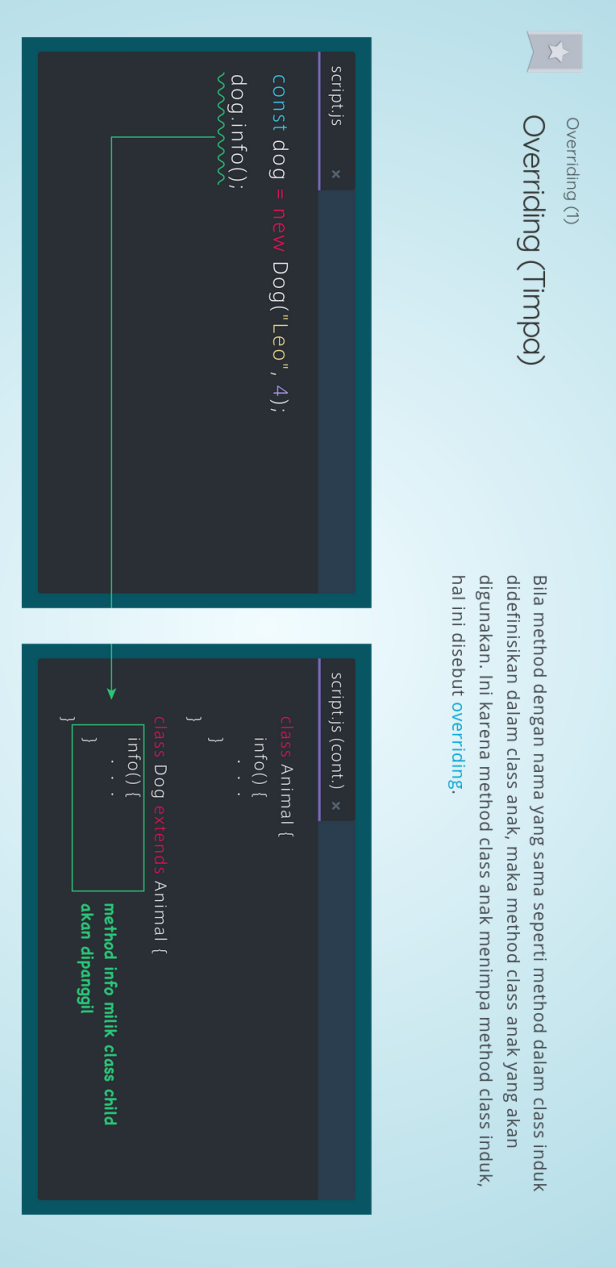 Overriding (1)
Overriding (Timpa)
Bila method dengan nama yang sama seperti method dalam class induk
didefinisikan dalam class anak, maka method class anak yang akan
digunakan. Ini karena method class anak menimpa method class induk,
hal ini disebut overriding.
script.js ×
const dog = new Dog("Leo", 4);
dog.info();
script.js (cont.) ×
class Animal {
info() {
. . .
}
}
class Dog extends Animal {
info() {
. . .
}
}
method info milik class child
akan dipanggil